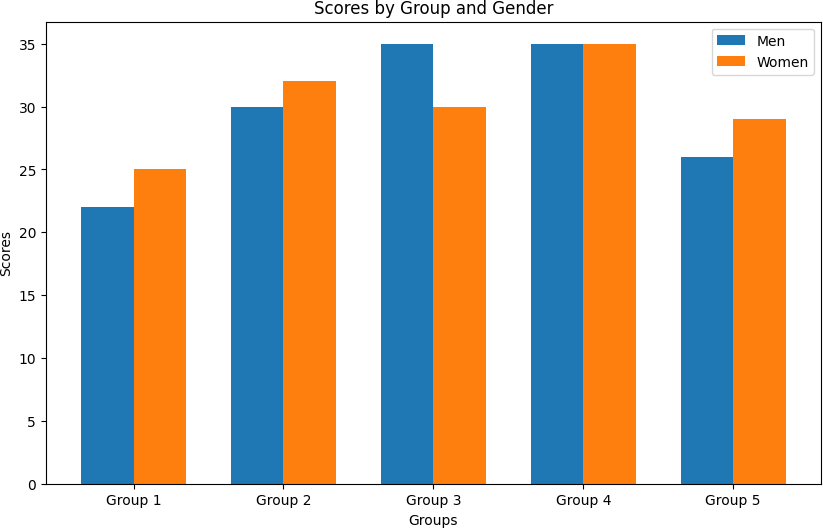 Scores by Group and Gender
Men
Women
Scores
35
30
25
20
15
10
5
0
Group 1 Group 2 Group 3 Group 4 Group 5
Groups